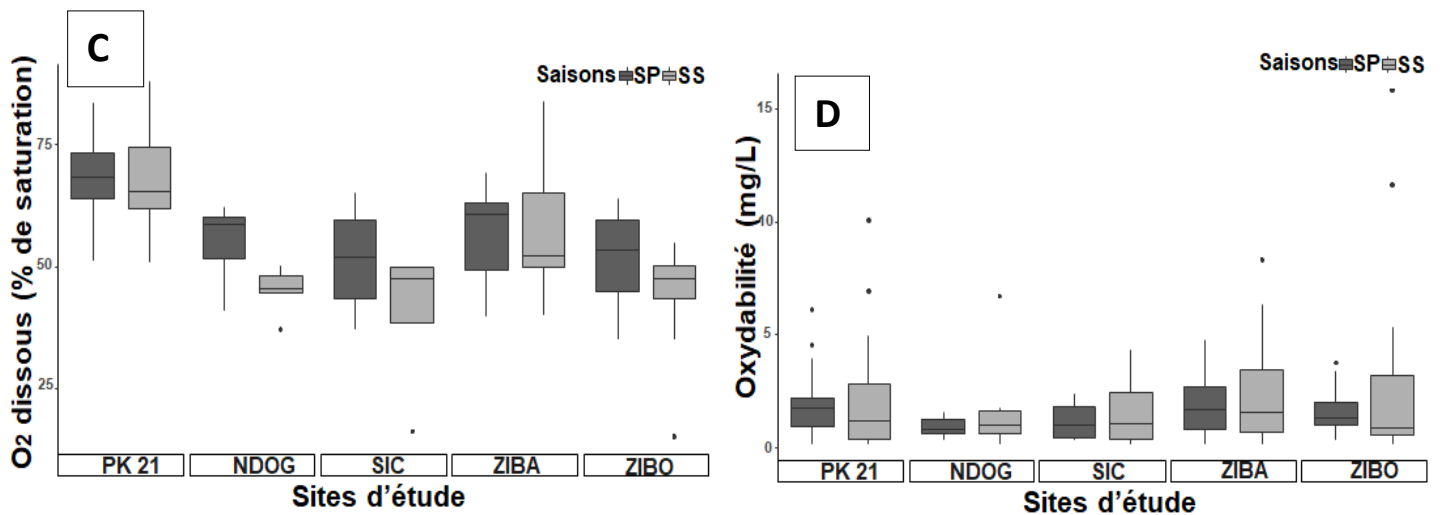 C
Saisons SP SS
O2 dissous (% de saturation)
75
50
25
PK 21 NDOG SIC ZIBA ZIBO
Sites d’étude
D
Saisons SP SS
Oxydabilité (mg/L)
15
10
5
0
PK 21 NDOG SIC ZIBA ZIBO
Sites d’étude